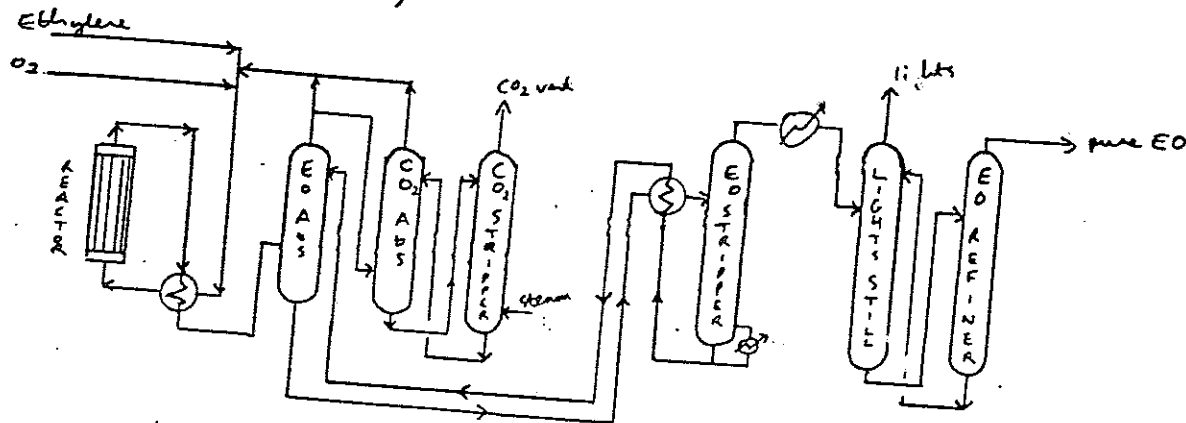 Ethylene
O2
REACTOR
EO Abs
CO2 Abs
CO2 vent
CO2 STRIPPER
steam
EO STRIPPER
lights
LIGHTS STILL
EO REFINER
pure EO